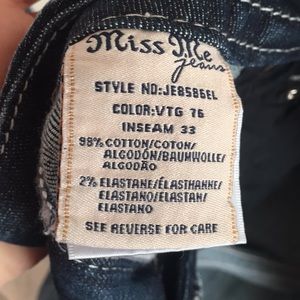 Miss Me
jeans
STYLE NO:JE8586EL
COLOR:VTG 76
INSEAM 33
98% COTTON/COTON/
ALGODÓN/BAUMWOLLE/
ALGODÃO
2% ELASTANE/ÉLASTHANNE/
ELASTANO/ELASTAN/
ELASTANO
SEE REVERSE FOR CARE